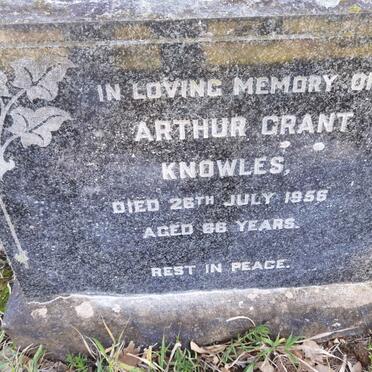 IN LOVING MEMORY OF
ARTHUR GRANT
KNOWLES,
DIED 26TH JULY 1956
AGED 66 YEARS.
REST IN PEACE.